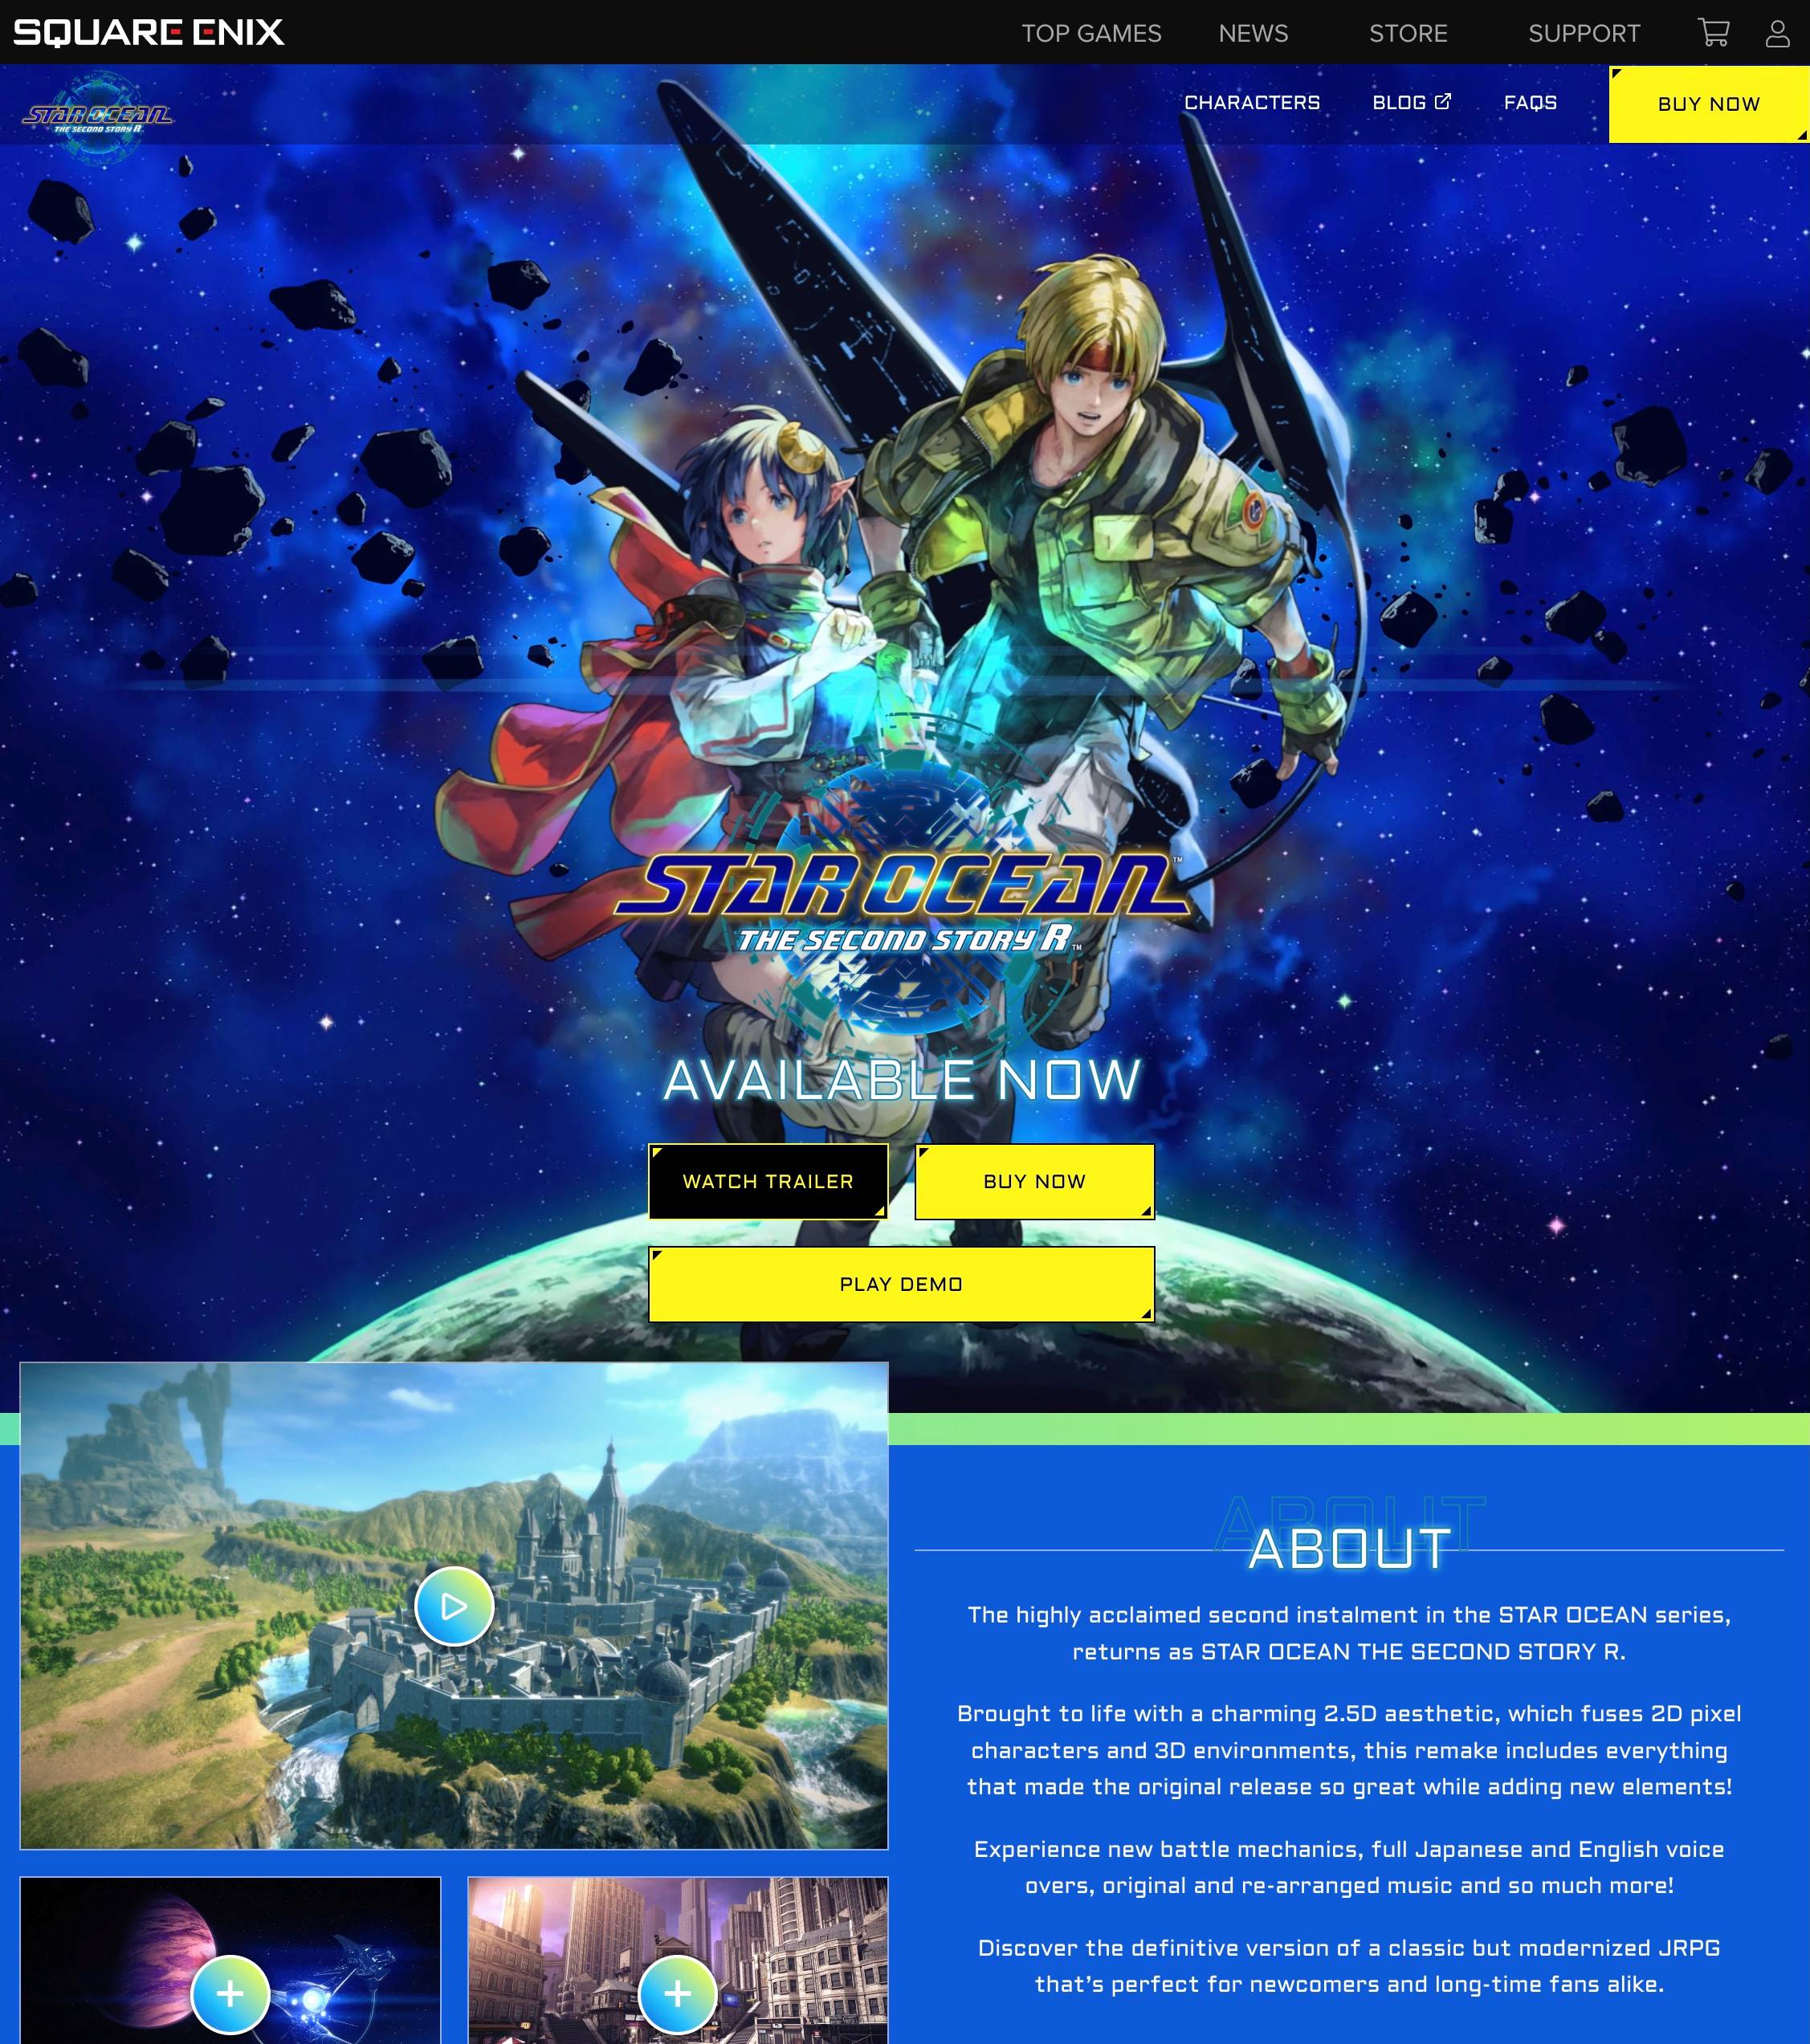 SQUARE ENIX
TOP GAMES
NEWS
STORE
SUPPORT
STAR OCEAN
THE SECOND STORY R
CHARACTERS
BLOG
FAQS
BUY NOW
STAR OCEAN™
THE SECOND STORY R™
AVAILABLE NOW
WATCH TRAILER
BUY NOW
PLAY DEMO
ABOUT
ABOUT
The highly acclaimed second instalment in the STAR OCEAN series,
returns as STAR OCEAN THE SECOND STORY R.
Brought to life with a charming 2.5D aesthetic, which fuses 2D pixel
characters and 3D environments, this remake includes everything
that made the original release so great while adding new elements!
Experience new battle mechanics, full Japanese and English voice
overs, original and re-arranged music and so much more!
Discover the definitive version of a classic but modernized JRPG
that's perfect for newcomers and long-time fans alike.